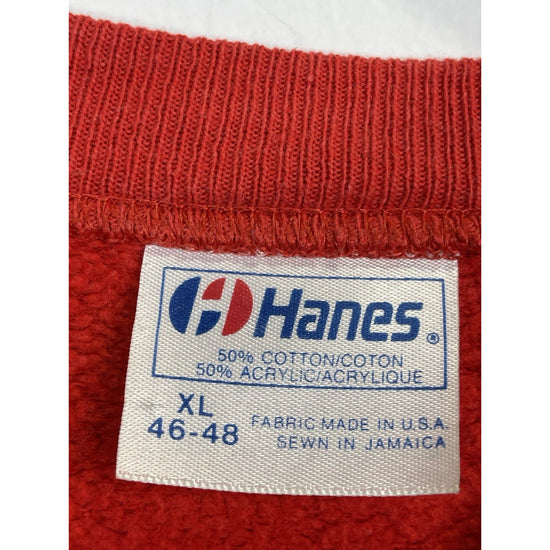 Hanes®
50% COTTON/COTON
50% ACRYLIC/ACRYLIQUE
XL
46-48
FABRIC MADE IN U.S.A.
SEWN IN JAMAICA